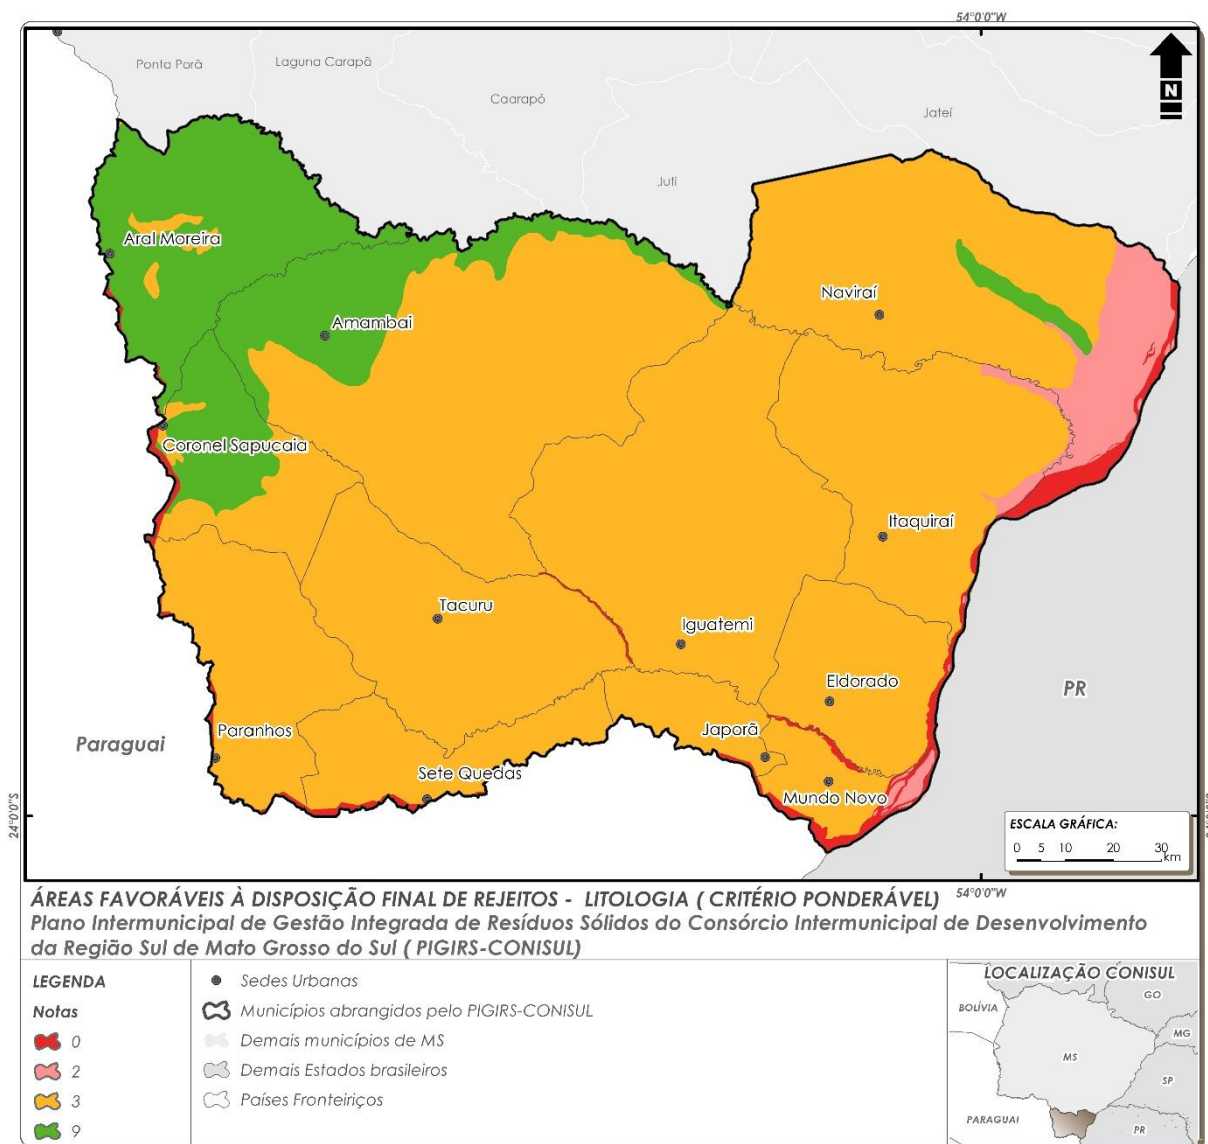 54°0'0"W
Ponta Porã
Laguna Carapã
Caarapó
Jateí
Juti
N
Aral Moreira
Naviraí
Amambai
Coronel Sapucaia
Itaquiraí
Tacuru
Iguatemi
Eldorado
PR
Paraguai
Paranhos
Japorã
Sete Quedas
Mundo Novo
24°0'0"S
ESCALA GRÁFICA:
0 5 10 20 30
km
54°0'0"W
ÁREAS FAVORÁVEIS À DISPOSIÇÃO FINAL DE REJEITOS - LITOLOGIA ( CRITÉRIO PONDERÁVEL)
Plano Intermunicipal de Gestão Integrada de Resíduos Sólidos do Consórcio Intermunicipal de Desenvolvimento
da Região Sul de Mato Grosso do Sul ( PIGIRS-CONISUL)
LEGENDA
Notas
0
2
3
9
Sedes Urbanas
Municípios abrangidos pelo PIGIRS-CONISUL
Demais municípios de MS
Demais Estados brasileiros
Países Fronteiriços
LOCALIZAÇÃO CONISUL
BOLÍVIA
GO
MG
MS
SP
PARAGUAI
PR